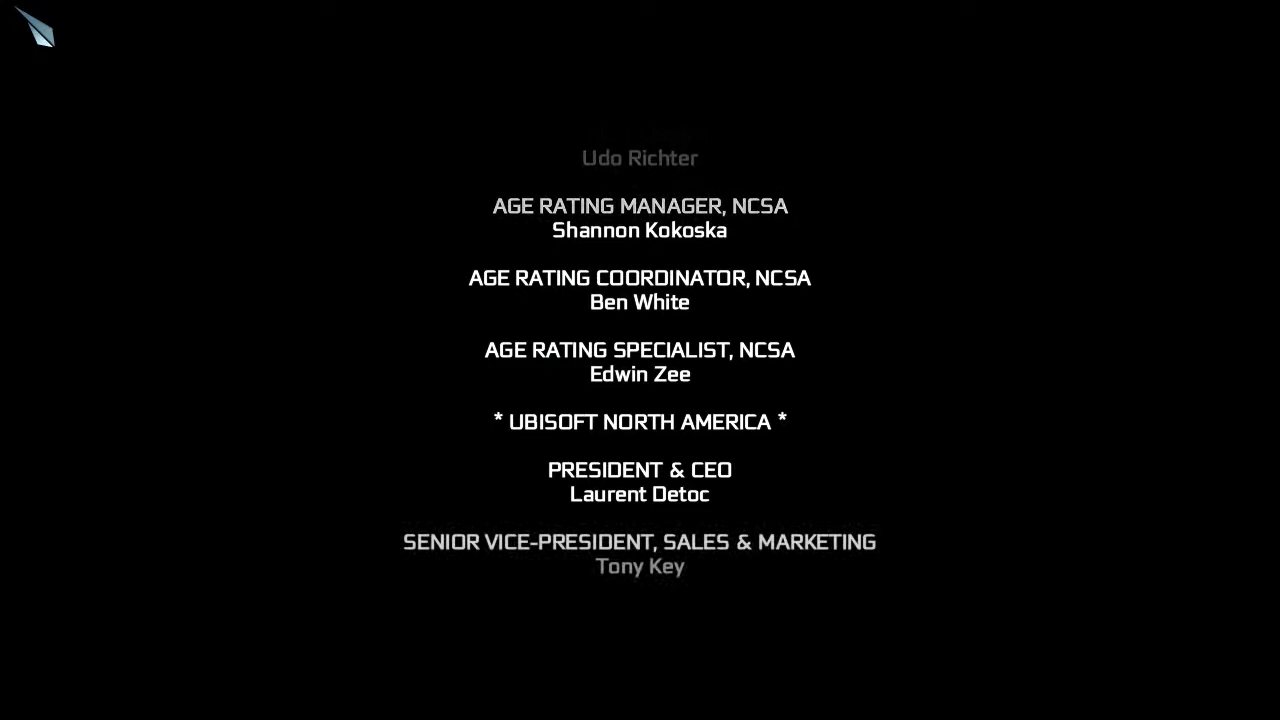 Udo Richter
AGE RATING MANAGER, NCSA
Shannon Kokoska
AGE RATING COORDINATOR, NCSA
Ben White
AGE RATING SPECIALIST, NCSA
Edwin Zee
* UBISOFT NORTH AMERICA *
PRESIDENT & CEO
Laurent Detoc
SENIOR VICE-PRESIDENT, SALES & MARKETING
Tony Key